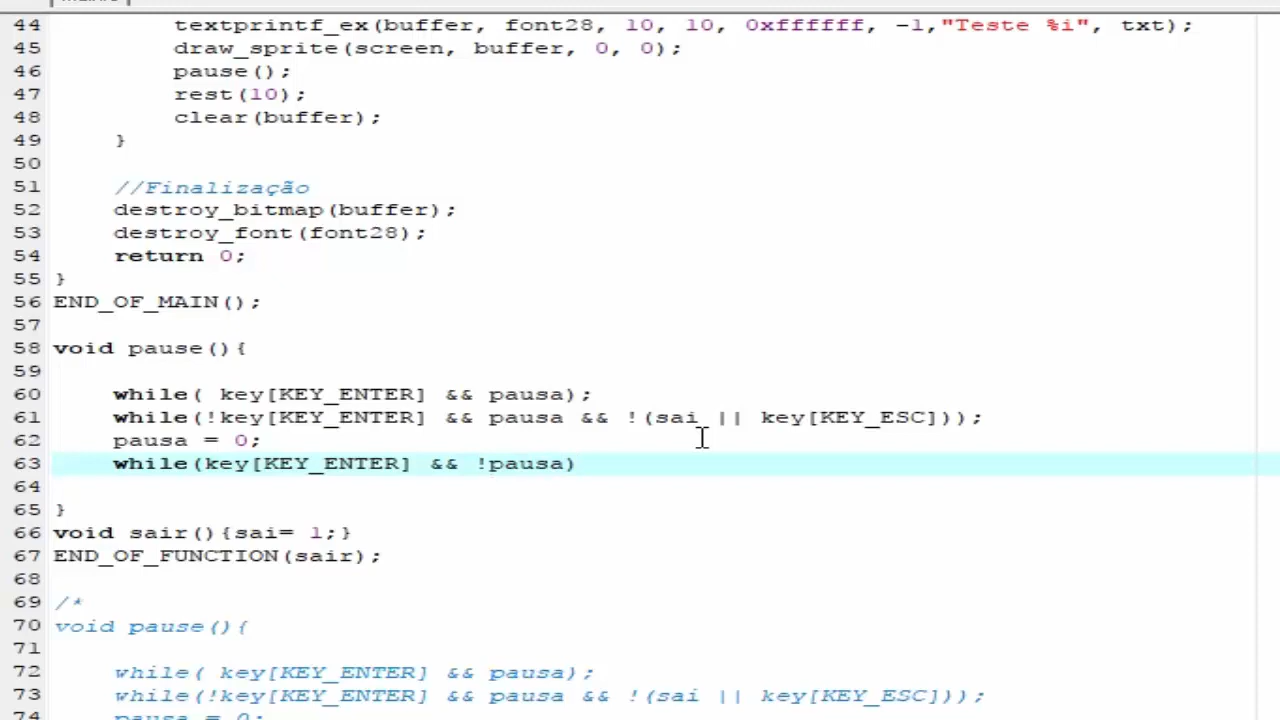 44 textprintf_ex(buffer, font28, 10, 10, 0xffffff, -1,"Teste %i", txt);
45 draw_sprite(screen, buffer, 0, 0);
46 pause();
47 rest(10);
48 clear(buffer);
49 }
50
51 //Finalização
52 destroy_bitmap(buffer);
53 destroy_font(font28);
54 return 0;
55 }
56 END_OF_MAIN();
57
58 void pause(){
59
60 while( key[KEY_ENTER] && pausa);
61 while(!key[KEY_ENTER] && pausa && !(sai || key[KEY_ESC]));
62 pausa = 0;
63 while(key[KEY_ENTER] && !pausa)
64
65 }
66 void sair(){sai= 1;}
67 END_OF_FUNCTION(sair);
68
69 /*
70 void pause(){
71
72 while( key[KEY_ENTER] && pausa);
73 while(!key[KEY_ENTER] && pausa && !(sai || key[KEY_ESC]));
74 pausa = 0;